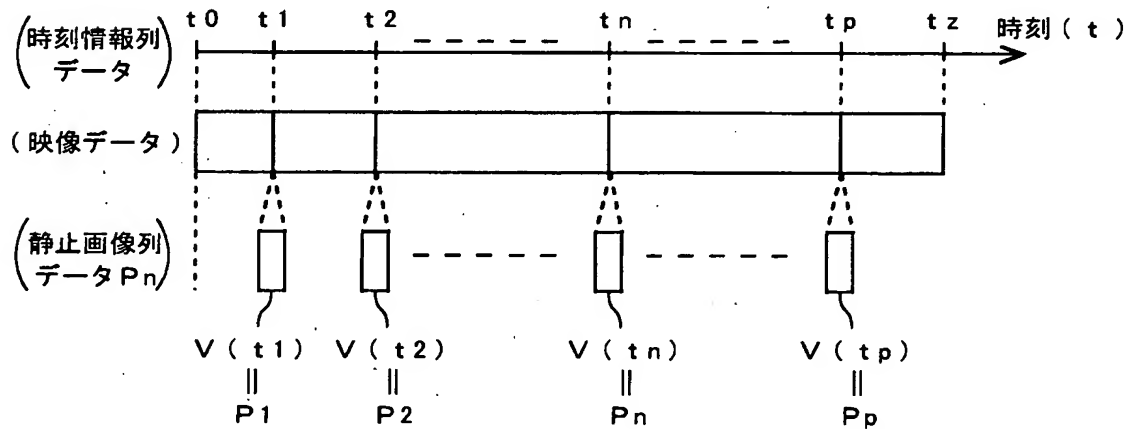 t0 t1 t2 tn tp tz 時刻(t)
(時刻情報列
データ)
(映像データ)
(静止画像列
データPn)
V(t1) V(t2) V(tn) V(tp)
|| || || ||
P1 P2 Pn Pp